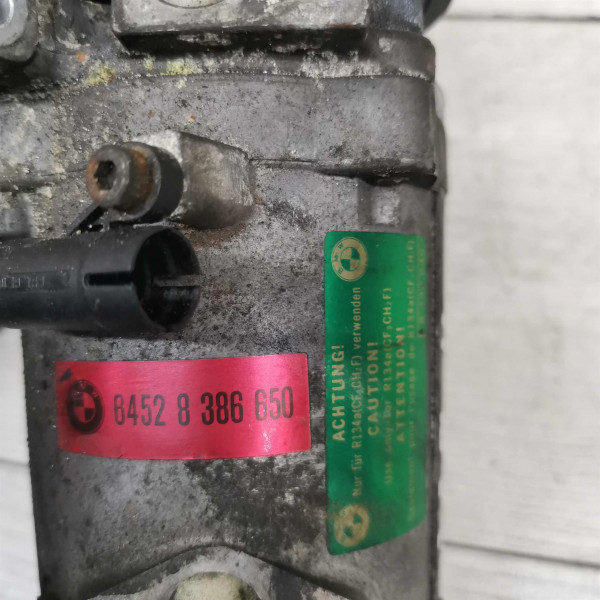 8452 8 386 650
ACHTUNG!
Nur für R134a(CF₃CH₂F) verwenden
CAUTION!
Use only for R134a(CF₃CH₂F)
ATTENTION!